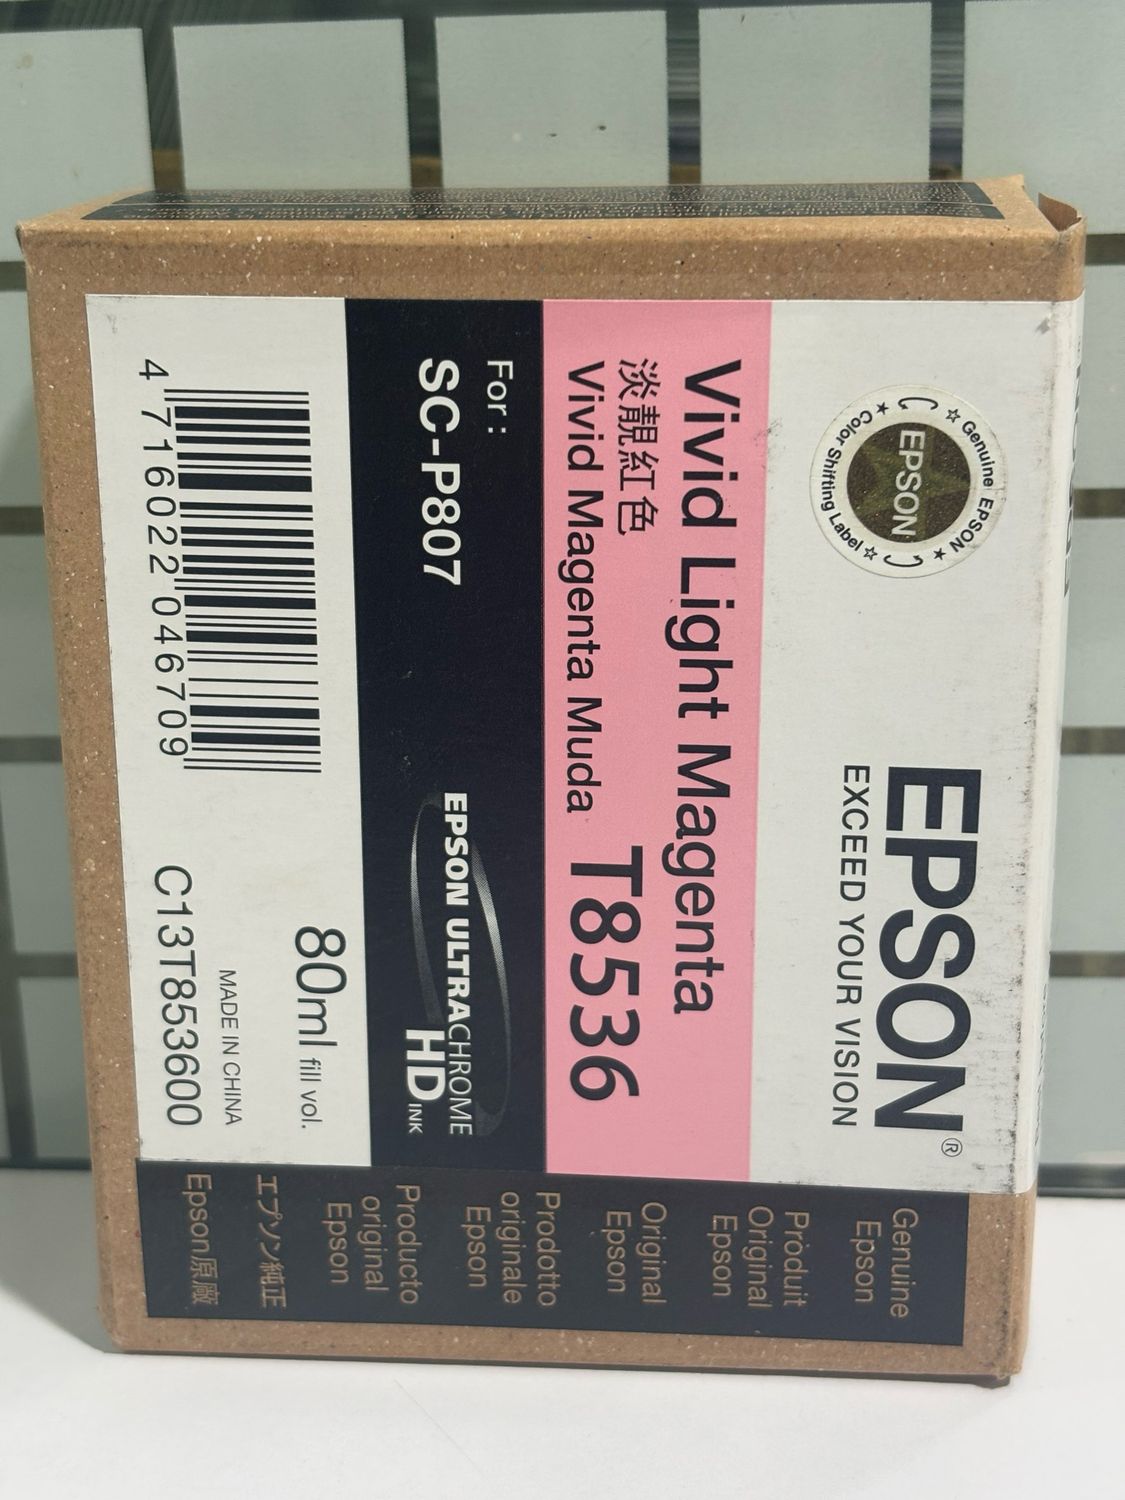 Genuine EPSON
Color Shifting Label
EPSON
EPSON®
EXCEED YOUR VISION
Vivid Light Magenta
淡靚紅色
Vivid Magenta Muda
T8536
For :
SC-P807
EPSON ULTRACHROME
HD INK
4 716022 046709
80ml fill vol.
MADE IN CHINA
C13T853600
Genuine
Epson
Produit
Original
Epson
Original
Epson
Prodotto
originale
Epson
Producto
original
Epson
エプソン純正
Epson原廠